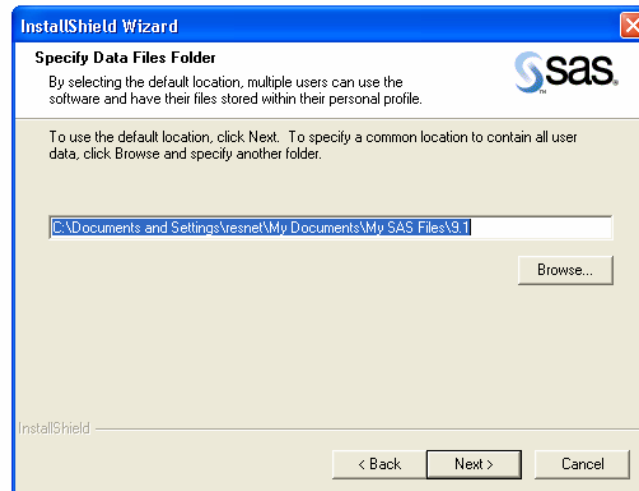 InstallShield Wizard
Specify Data Files Folder
By selecting the default location, multiple users can use the
software and have their files stored within their personal profile.
sas.
TM
To use the default location, click Next. To specify a common location to contain all user
data, click Browse and specify another folder.
C:\Documents and Settings\resnet\My Documents\My SAS Files\9.1
Browse...
InstallShield
< Back
Next >
Cancel